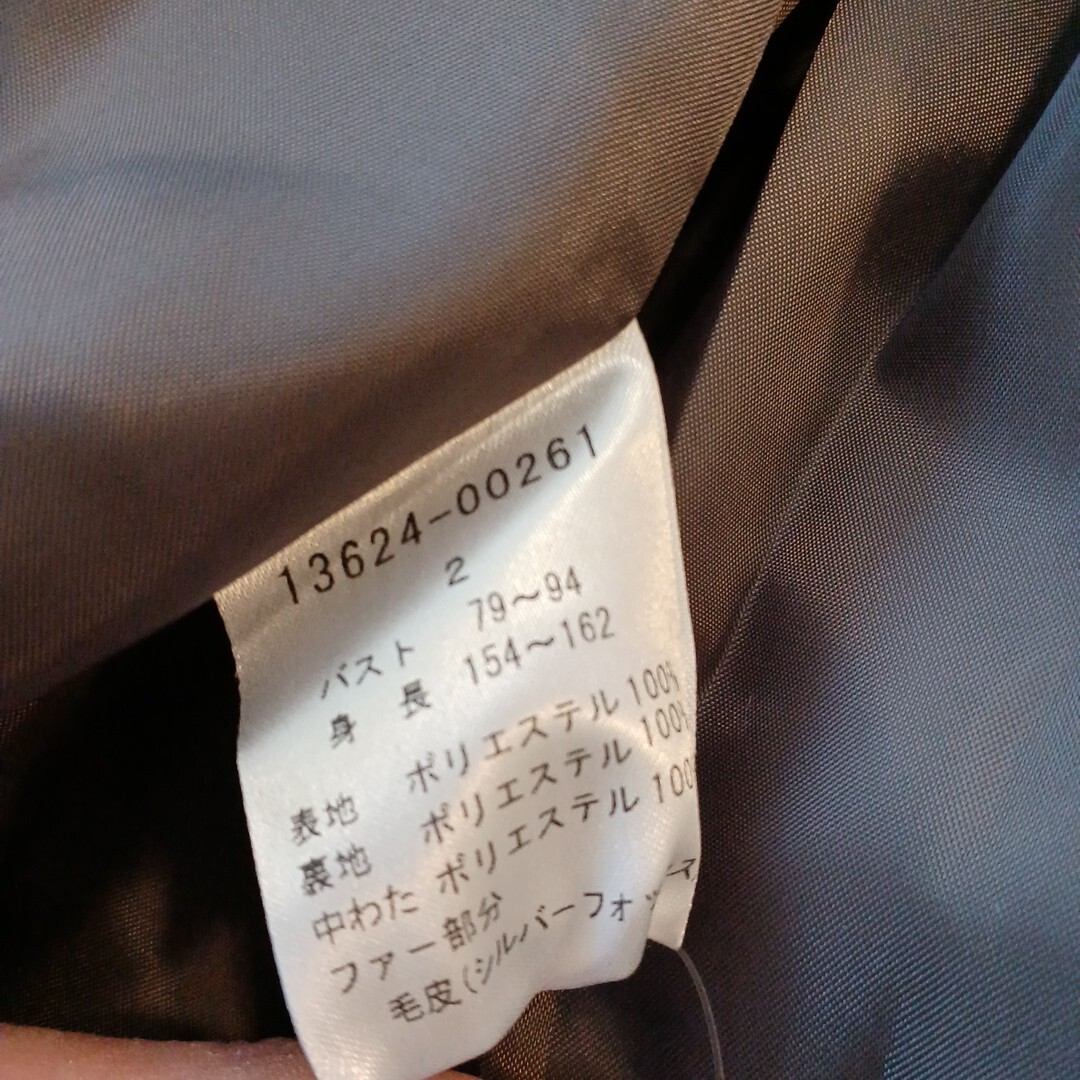 13624-00261
2
バスト 79～94
身 長 154～162
表地 ポリエステル 100%
裏地 ポリエステル 100%
中わた ポリエステル 100
ファー部分
毛皮(シルバーフォッ